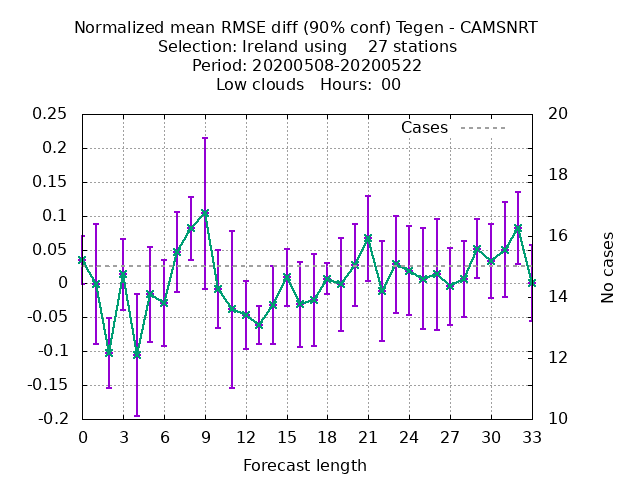 Normalized mean RMSE diff (90% conf) Tegen - CAMSNRT
Selection: Ireland using    27 stations
Period: 20200508-20200522
Low clouds   Hours: 00
0.25
0.2
0.15
0.1
0.05
0
-0.05
-0.1
-0.15
-0.2
Cases
20
18
16
14
12
10
No cases
0 3 6 9 12 15 18 21 24 27 30 33
Forecast length